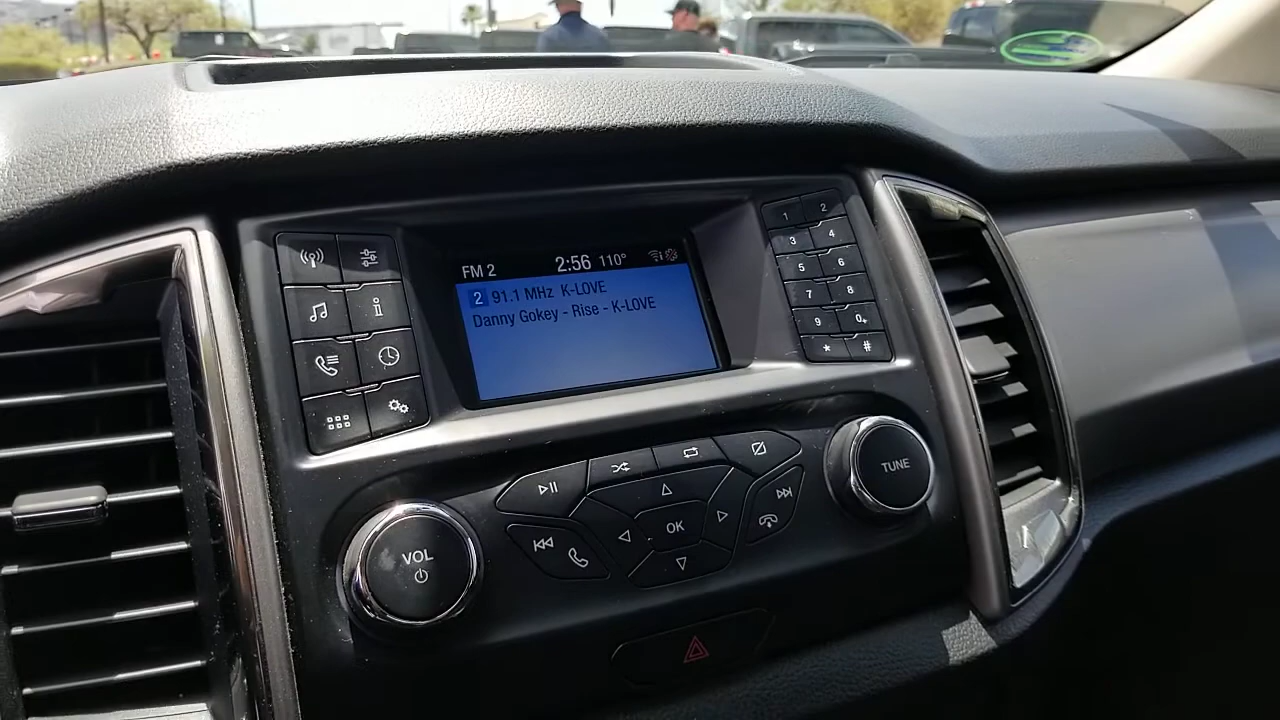 FM 2 2:56 110°
2 91.1 MHz K-LOVE
Danny Gokey - Rise - K-LOVE
1 2
3 4
5 6
7 8
9 0+
* #
TUNE
OK
VOL